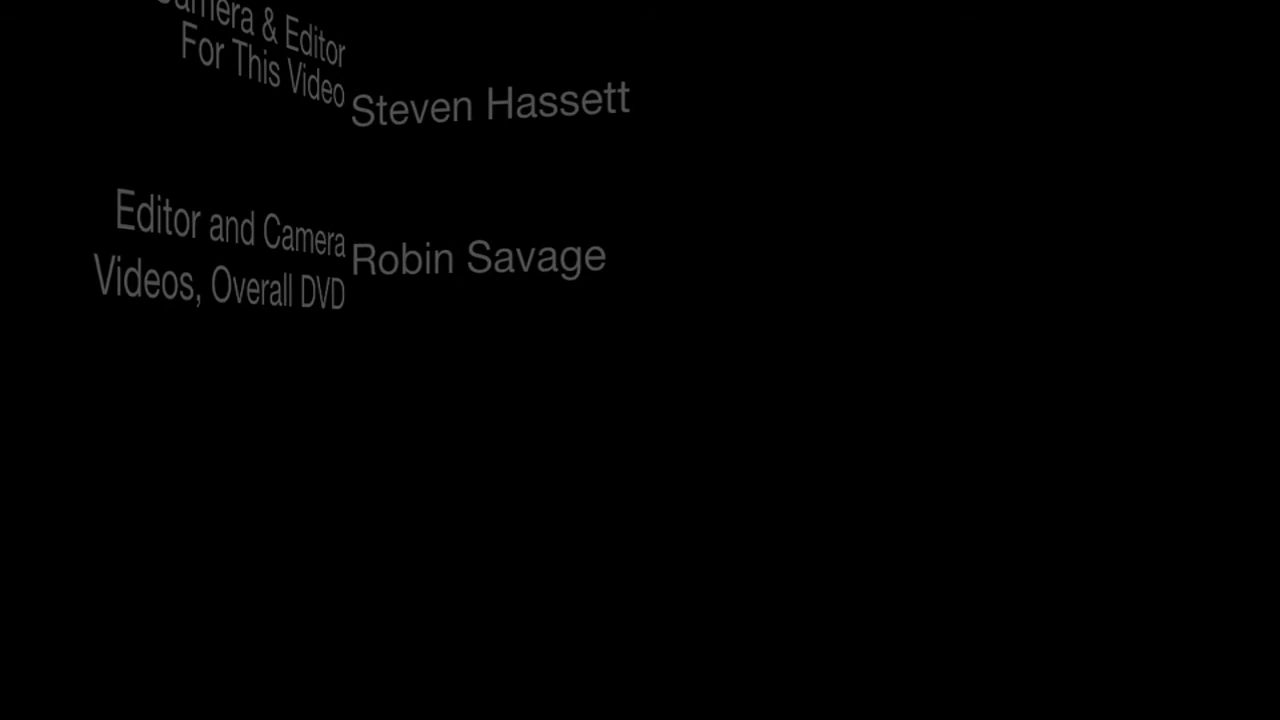 Camera & Editor
For This Video
Steven Hassett
Editor and Camera
Videos, Overall DVD
Robin Savage